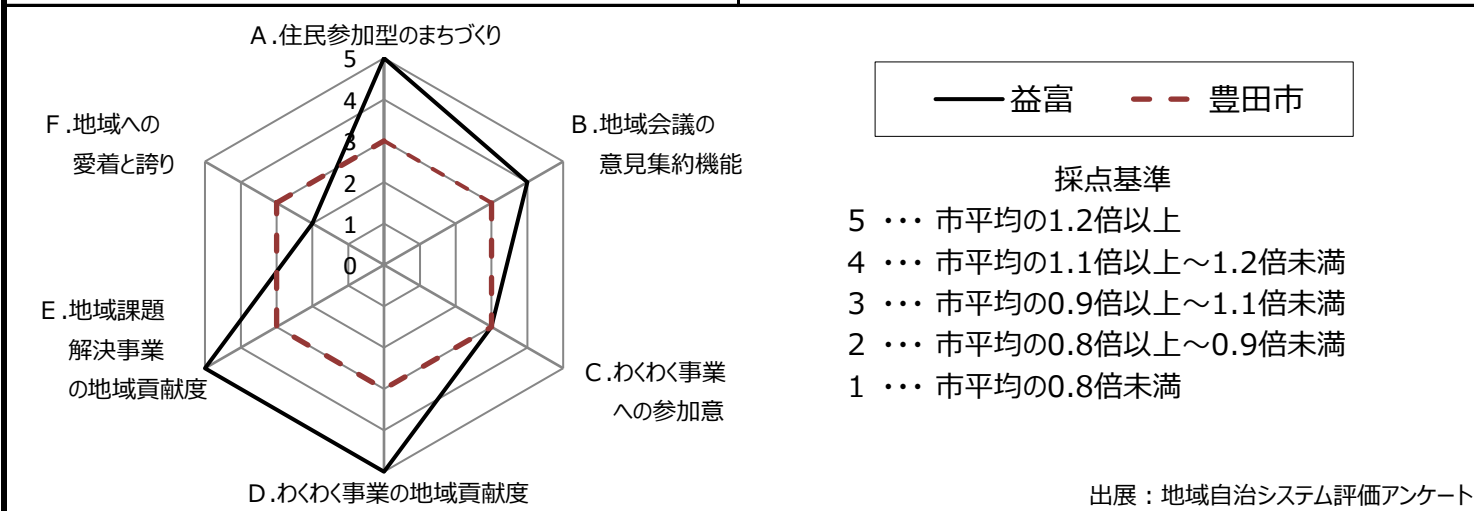 A.住民参加型のまちづくり
5
4
3
2
1
0
B.地域会議の
意見集約機能
C.わくわく事業
への参加意
D.わくわく事業の地域貢献度
E.地域課題
解決事業
の地域貢献度
F.地域への
愛着と誇り
益富 豊田市
採点基準
5 ・・・ 市平均の1.2倍以上
4 ・・・ 市平均の1.1倍以上～1.2倍未満
3 ・・・ 市平均の0.9倍以上～1.1倍未満
2 ・・・ 市平均の0.8倍以上～0.9倍未満
1 ・・・ 市平均の0.8倍未満
出展：地域自治システム評価アンケート